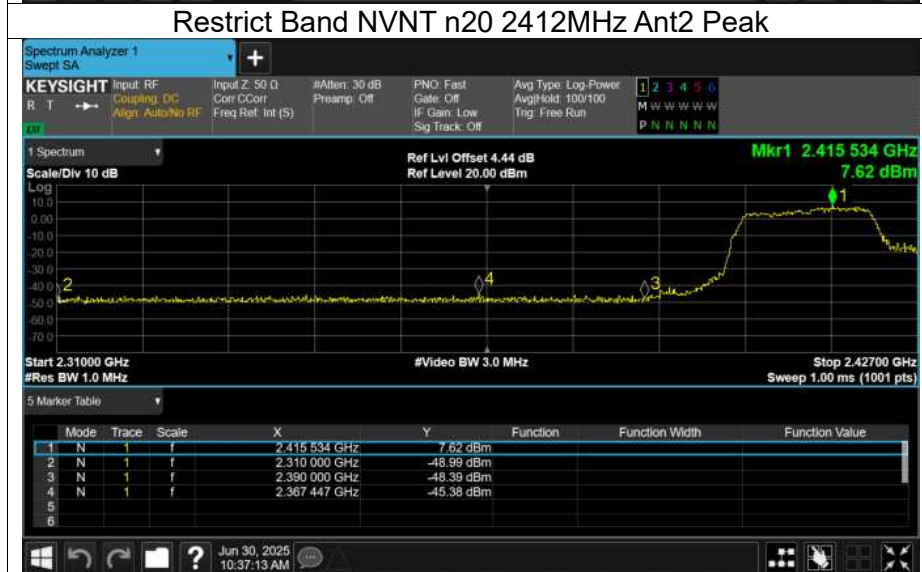 Restrict Band NVNT n20 2412MHz Ant2 Peak
Spectrum Analyzer 1
Swept SA
+
KEYSIGHT Input: RF Input Z: 50 Ω #Atten: 30 dB PNO: Fast Avg Type: Log-Power 1 2 3 4 5 6
R T Coupling: DC Corr CCorr Preamp: Off Gate: Off Avg|Hold: 100/100 M W W W W W
Align: Auto/No RF Freq Ref: Int (S) IF Gain: Low Trig: Free Run
Sig Track: Off P N N N N N
1 Spectrum Ref Lvl Offset 4.44 dB Mkr1 2.415 534 GHz
Scale/Div 10 dB Ref Level 20.00 dBm 7.62 dBm
Log
10.0 1
0.00
-10.0
-20.0
-30.0
-40.0 2 4 3
-50.0
-60.0
-70.0
Start 2.31000 GHz #Video BW 3.0 MHz Stop 2.42700 GHz
#Res BW 1.0 MHz Sweep 1.00 ms (1001 pts)
5 Marker Table
Mode Trace Scale X Y Function Function Width Function Value
1 N 1 f 2.415 534 GHz 7.62 dBm
2 N 1 f 2.310 000 GHz -48.99 dBm
3 N 1 f 2.390 000 GHz -48.39 dBm
4 N 1 f 2.367 447 GHz -45.38 dBm
5
6
? Jun 30, 2025
10:37:13 AM